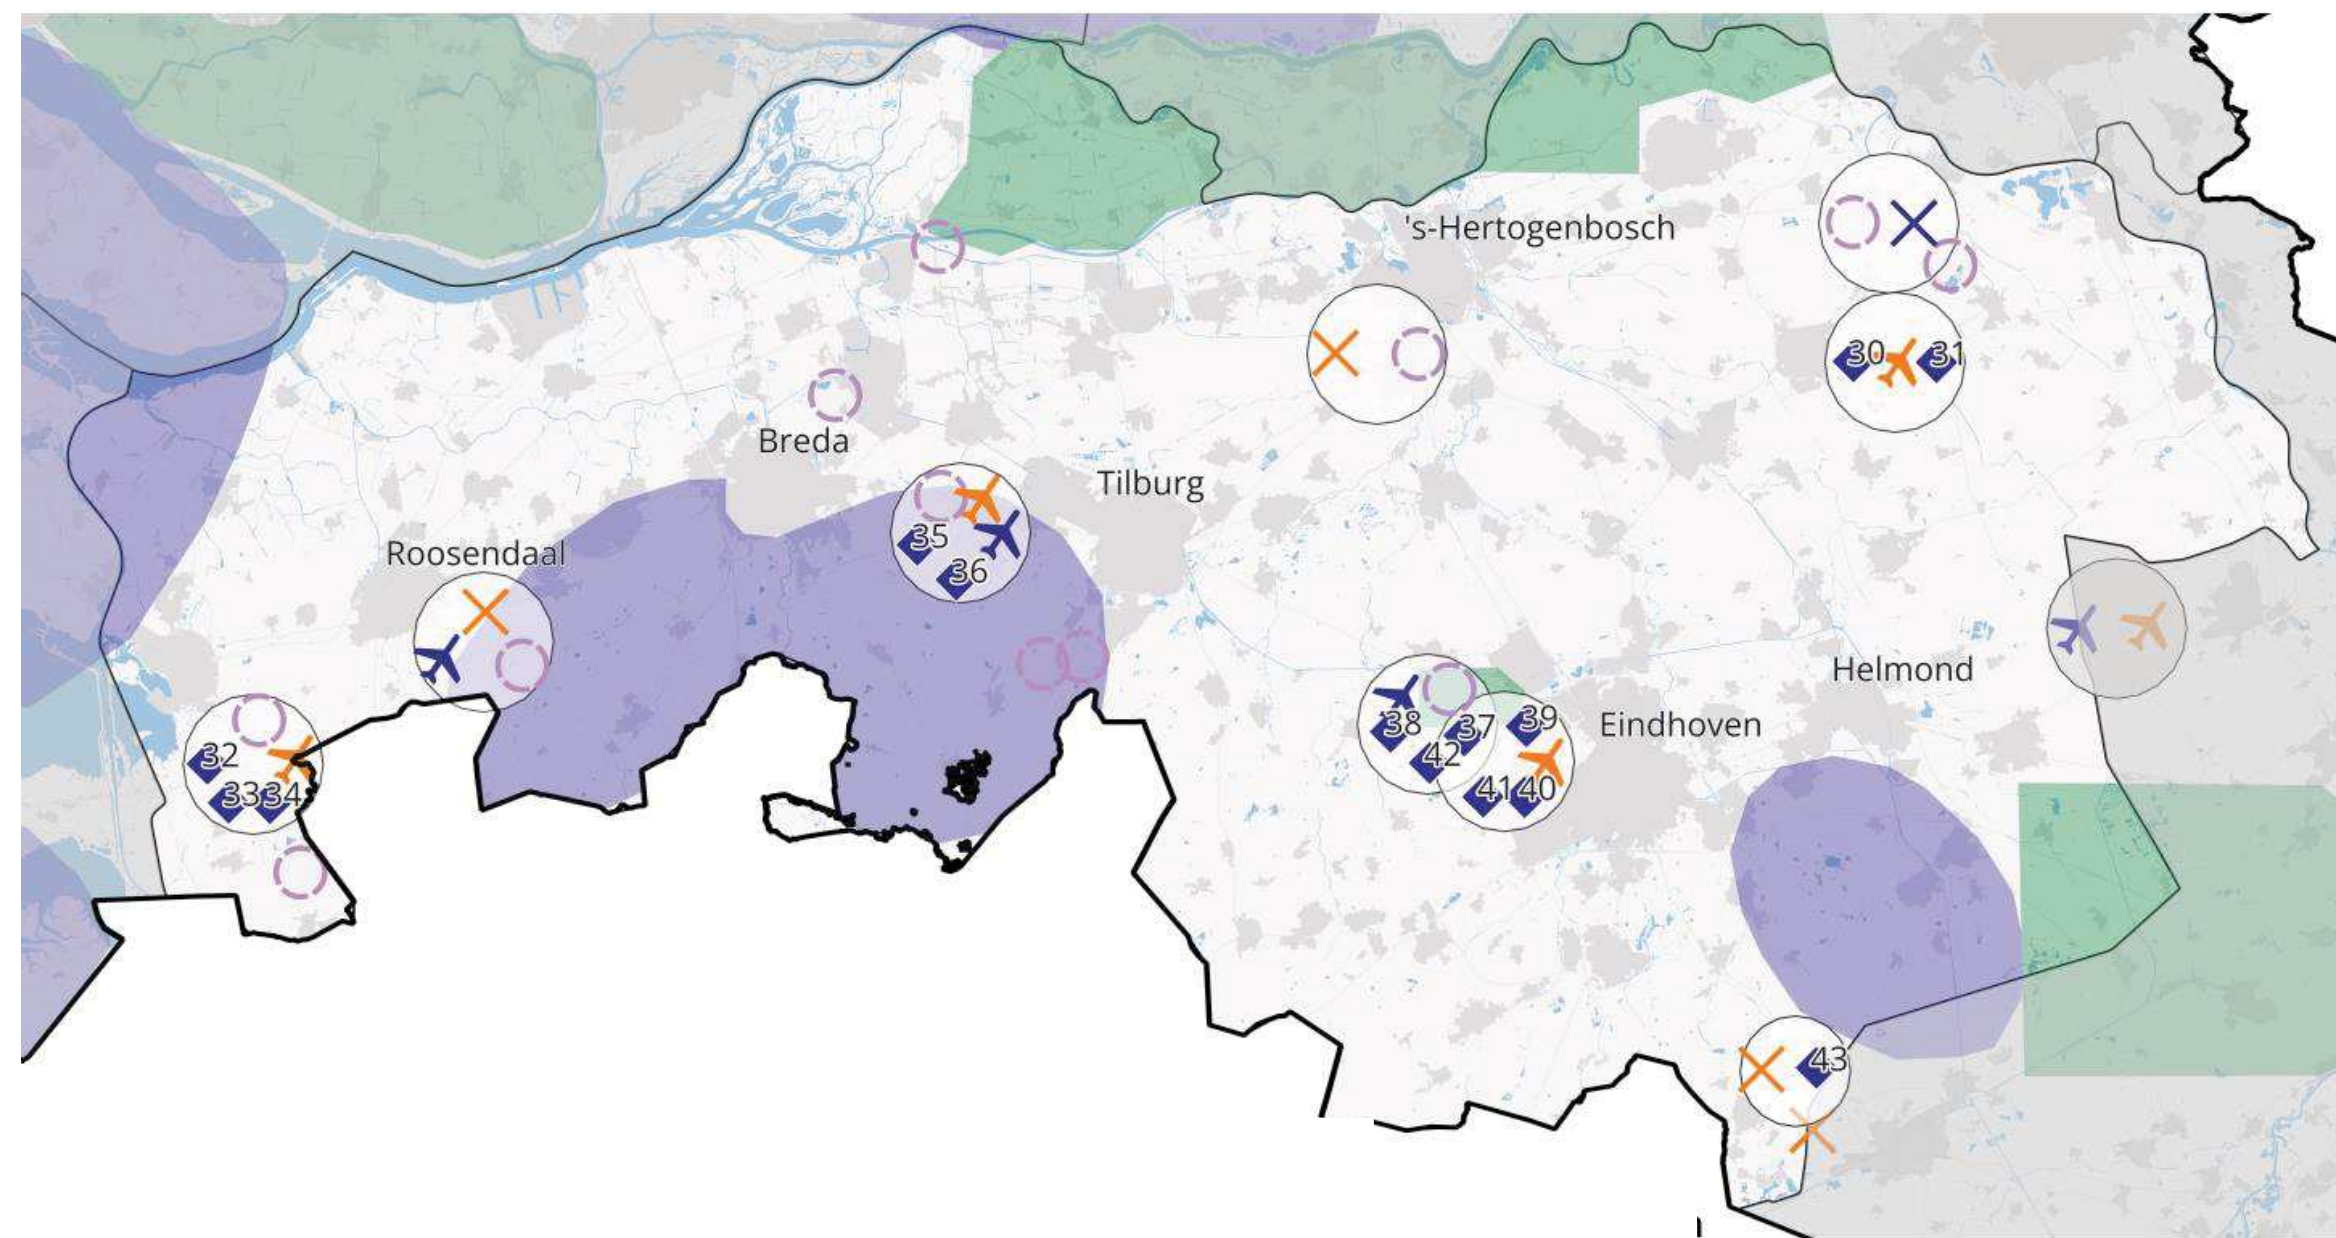 's-Hertogenbosch
30 31
Breda
Tilburg
35
36
Roosendaal
Helmond
Eindhoven
32
33 34
38 37 39
42
41 40
43